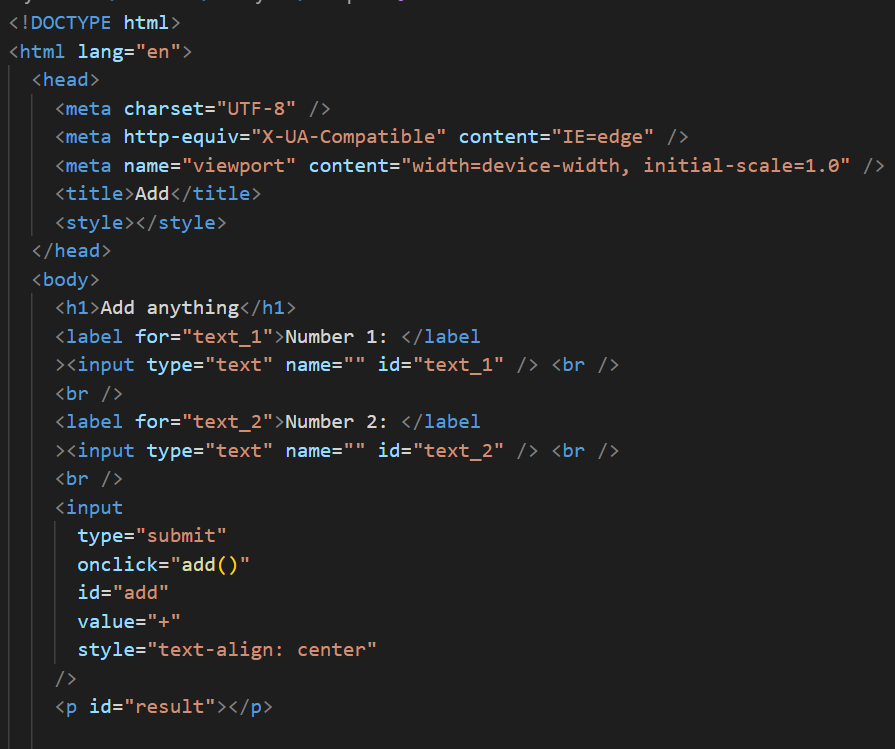 <!DOCTYPE html>
<html lang="en">
<head>
<meta charset="UTF-8" />
<meta http-equiv="X-UA-Compatible" content="IE=edge" />
<meta name="viewport" content="width=device-width, initial-scale=1.0" />
<title>Add</title>
<style></style>
</head>
<body>
<h1>Add anything</h1>
<label for="text_1">Number 1: </label
><input type="text" name="" id="text_1" /> <br />
<br />
<label for="text_2">Number 2: </label
><input type="text" name="" id="text_2" /> <br />
<br />
<input
type="submit"
onclick="add()"
id="add"
value="+"
style="text-align: center"
/>
<p id="result"></p>